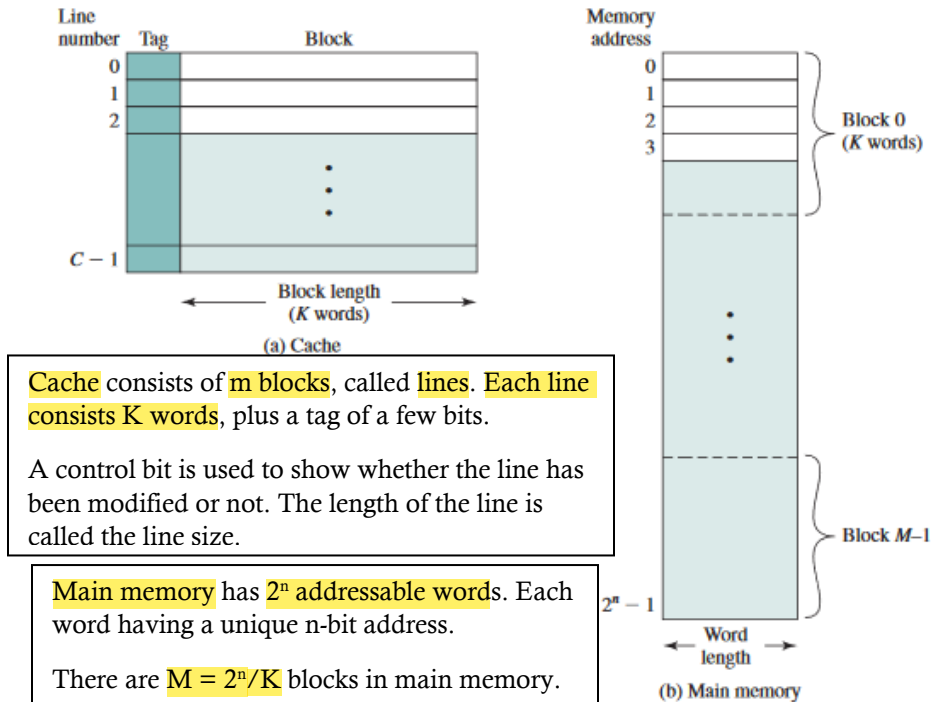 Line
number Tag Block
0
1
2
C – 1
Block length
(K words)
(a) Cache
Cache consists of m blocks, called lines. Each line
consists K words, plus a tag of a few bits.
A control bit is used to show whether the line has
been modified or not. The length of the line is
called the line size.
Main memory has 2ⁿ addressable words. Each
word having a unique n-bit address.
There are M = 2ⁿ/K blocks in main memory.
Memory
address
0
1
2
3
Block 0
(K words)
Block M–1
2ⁿ – 1
Word
length
(b) Main memory